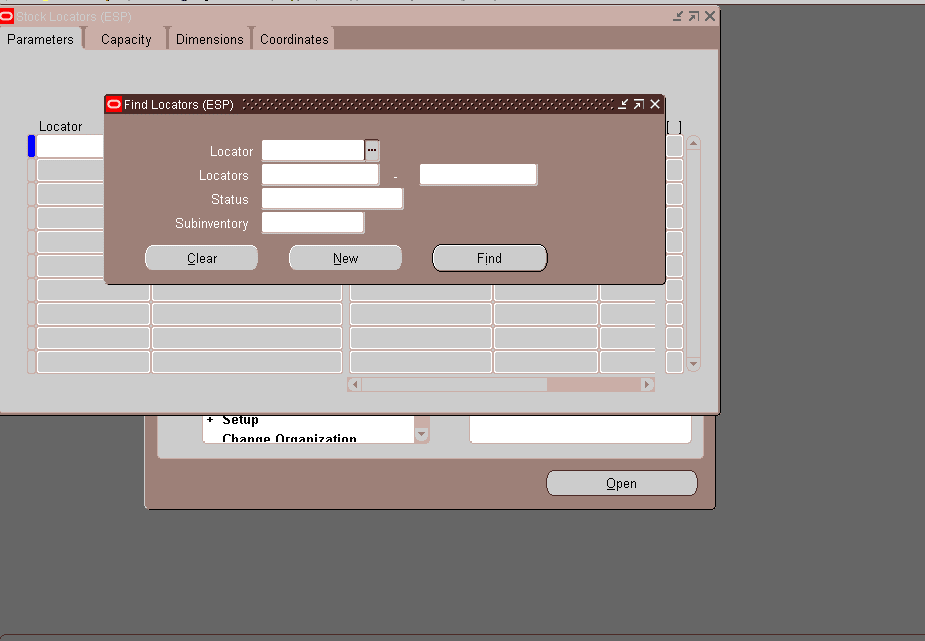 Stock Locators (ESP)
Parameters Capacity Dimensions Coordinates
Find Locators (ESP)
Locator [ ]
Locator ...
Locators -
Status
Subinventory
Clear New Find
+ Setup
Change Organization
Open